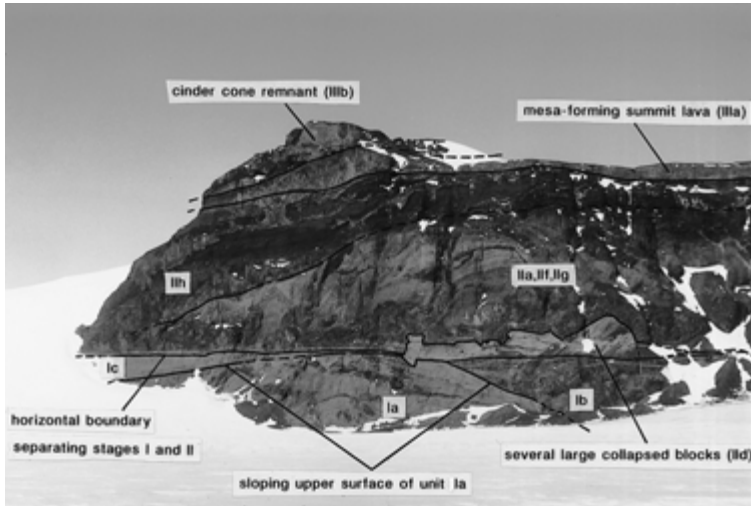 cinder cone remnant (IIIb)
mesa-forming summit lava (IIIa)
IIh
IIa,IIf,IIg
Ic
Ia
Ib
horizontal boundary
separating stages I and II
several large collapsed blocks (IId)
sloping upper surface of unit Ia